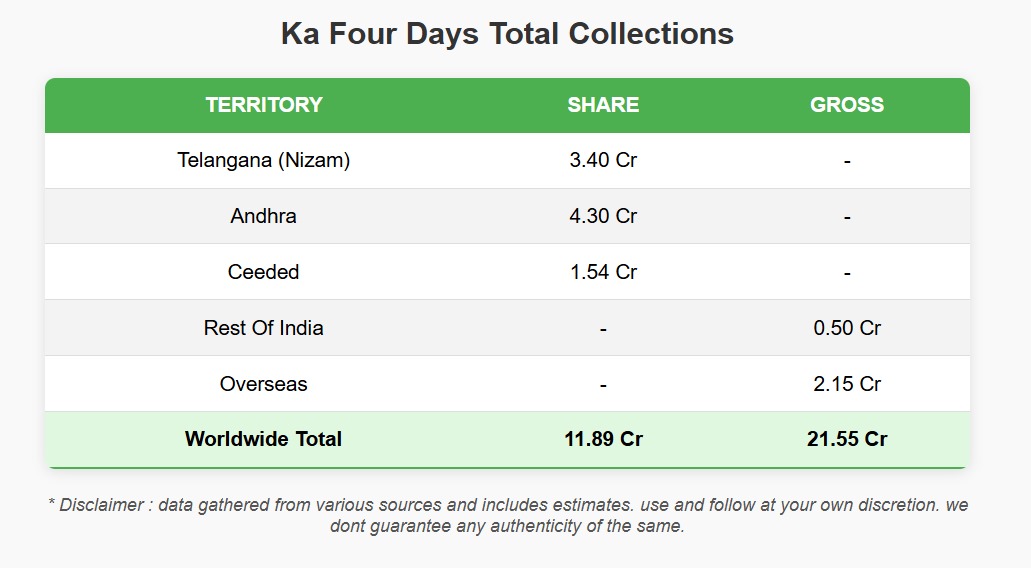 Ka Four Days Total Collections
TERRITORY SHARE GROSS
Telangana (Nizam) 3.40 Cr -
Andhra 4.30 Cr -
Ceeded 1.54 Cr -
Rest Of India - 0.50 Cr
Overseas - 2.15 Cr
Worldwide Total 11.89 Cr 21.55 Cr
* Disclaimer : data gathered from various sources and includes estimates. use and follow at your own discretion. we
dont guarantee any authenticity of the same.